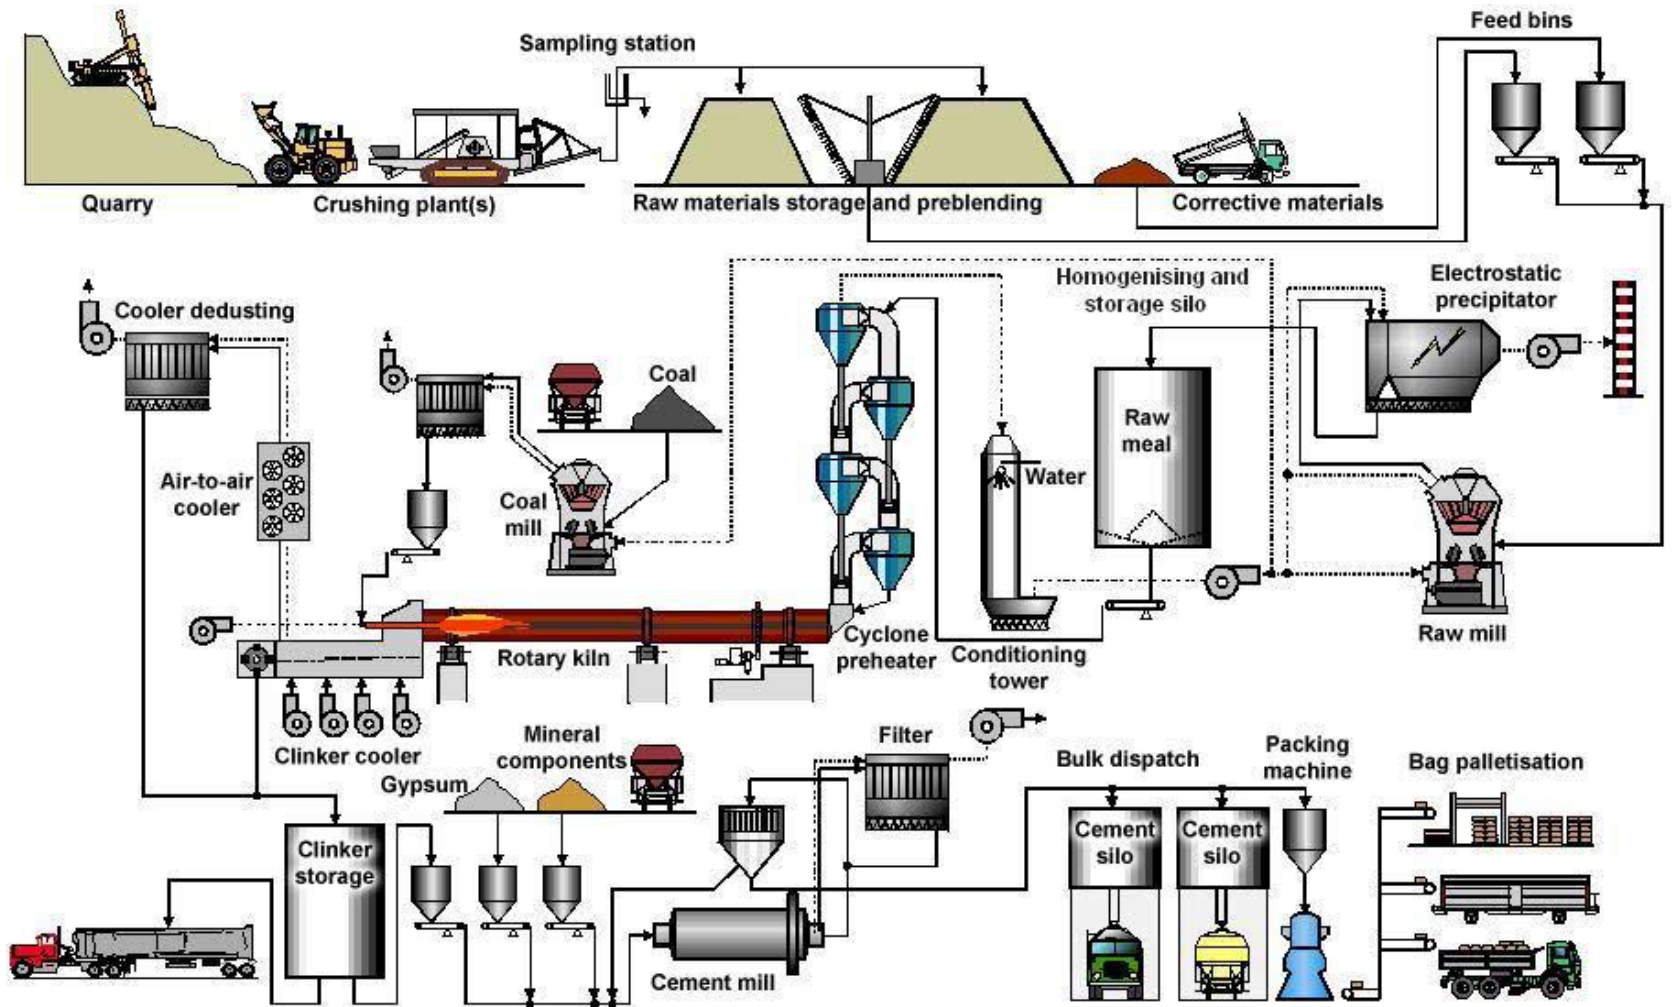 Feed bins
Sampling station
Quarry
Crushing plant(s)
Raw materials storage and preblending
Corrective materials
Homogenising and
storage silo
Electrostatic
precipitator
Cooler dedusting
Coal
Raw
meal
Water
Air-to-air
cooler
Coal
mill
Raw mill
Rotary kiln
Cyclone
preheater
Conditioning
tower
Clinker cooler
Mineral
components
Gypsum
Filter
Bulk dispatch
Packing
machine
Bag palletisation
Clinker
storage
Cement
silo
Cement
silo
Cement mill